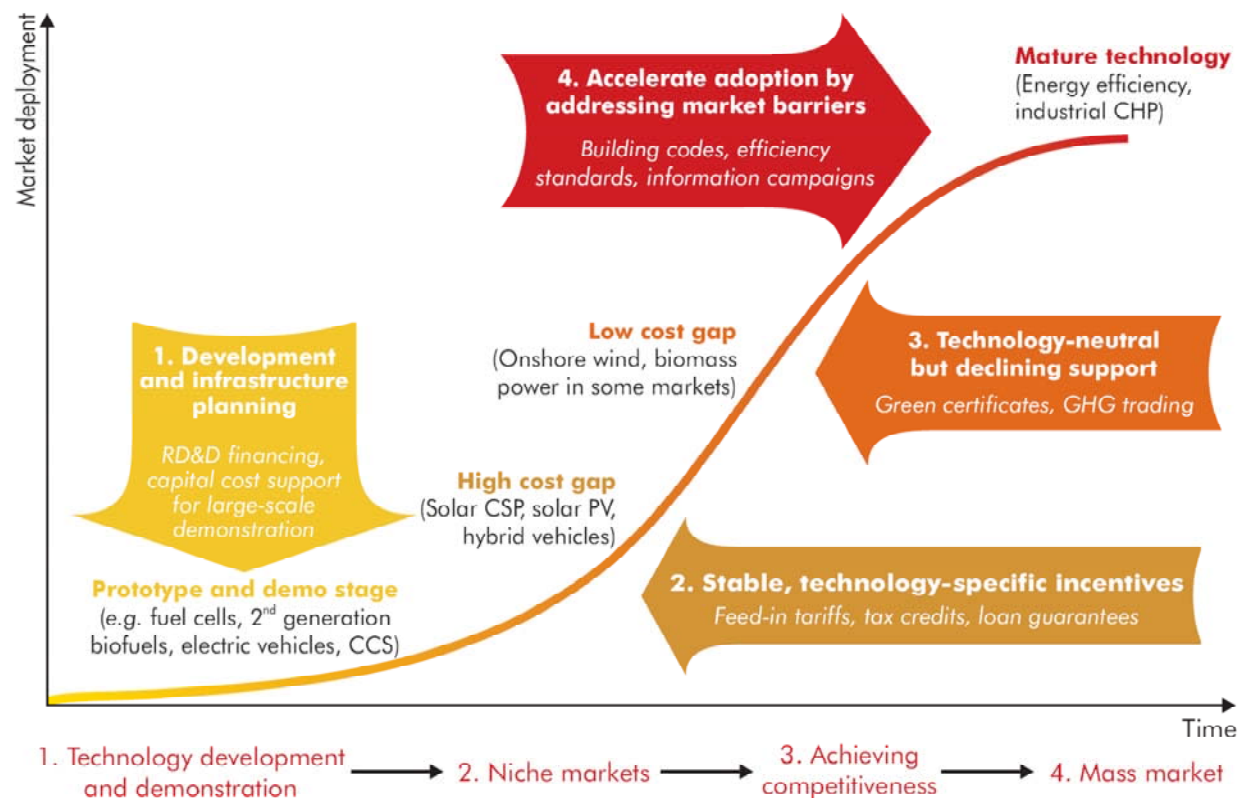 Market deployment
4. Accelerate adoption by
addressing market barriers
Building codes, efficiency
standards, information campaigns
Mature technology
(Energy efficiency,
industrial CHP)
1. Development
and infrastructure
planning
RD&D financing,
capital cost support
for large-scale
demonstration
Low cost gap
(Onshore wind, biomass
power in some markets)
3. Technology-neutral
but declining support
Green certificates, GHG trading
High cost gap
(Solar CSP, solar PV,
hybrid vehicles)
Prototype and demo stage
(e.g. fuel cells, 2nd generation
biofuels, electric vehicles, CCS)
2. Stable, technology-specific incentives
Feed-in tariffs, tax credits, loan guarantees
Time
1. Technology development
and demonstration
2. Niche markets
3. Achieving
competitiveness
4. Mass market